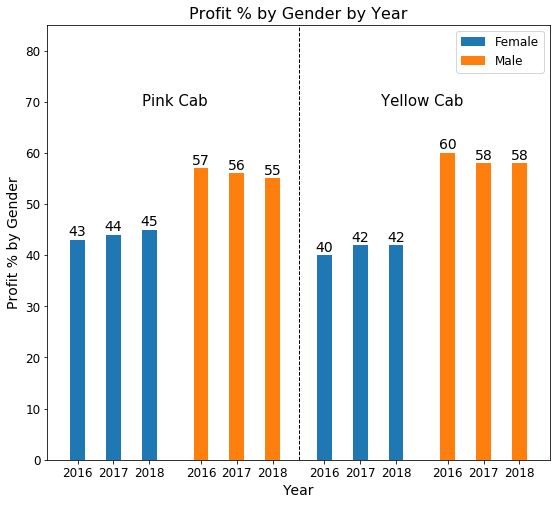 Profit % by Gender by Year
Female
Male
Pink Cab
Yellow Cab
Profit % by Gender
80
70
60
50
40
30
20
10
0
43 44 45 57 56 55 40 42 42 60 58 58
2016 2017 2018 2016 2017 2018 2016 2017 2018 2016 2017 2018
Year